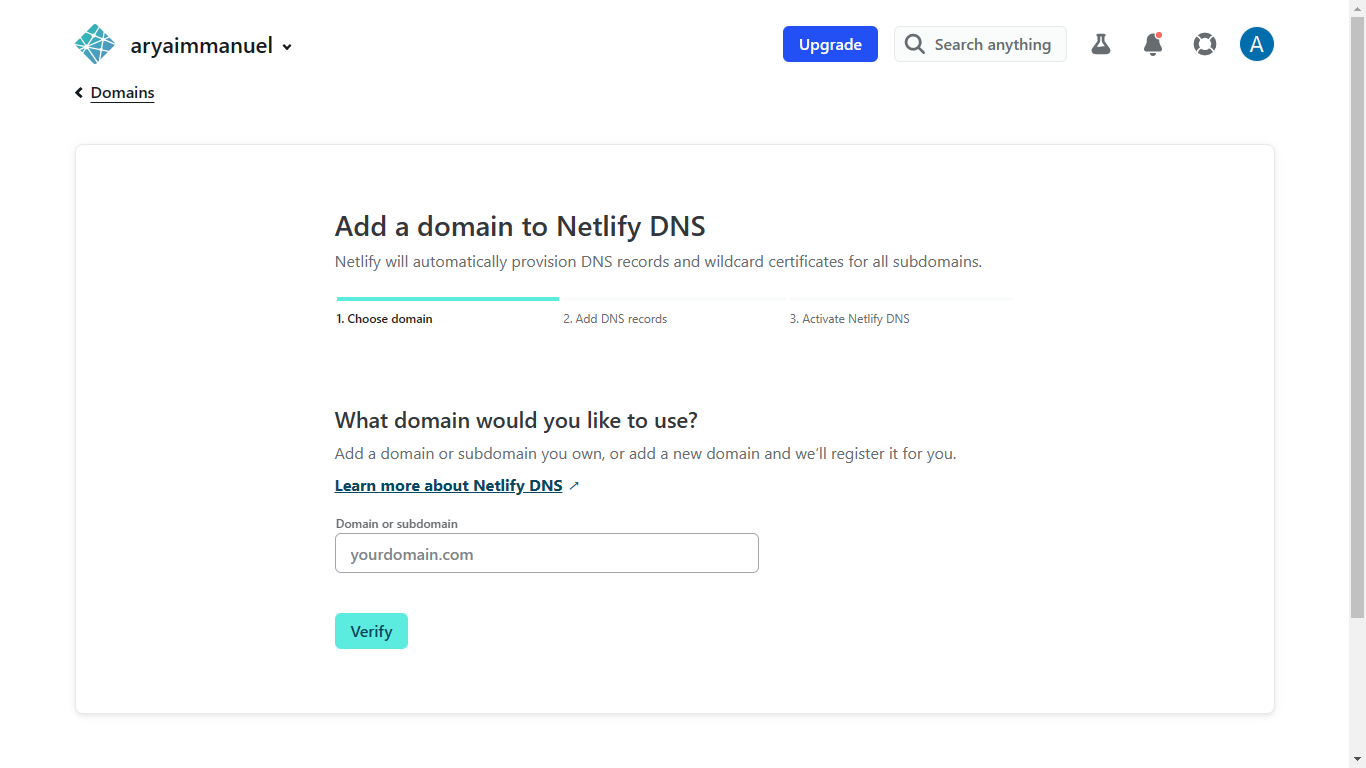 aryaimmanuel
Upgrade
Search anything
A
Domains
Add a domain to Netlify DNS
Netlify will automatically provision DNS records and wildcard certificates for all subdomains.
1. Choose domain
2. Add DNS records
3. Activate Netlify DNS
What domain would you like to use?
Add a domain or subdomain you own, or add a new domain and we’ll register it for you.
Learn more about Netlify DNS ↗
Domain or subdomain
yourdomain.com
Verify